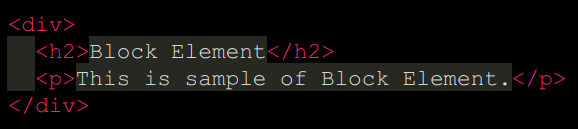 <div>
  <h2>Block Element</h2>
  <p>This is sample of Block Element.</p>
</div>